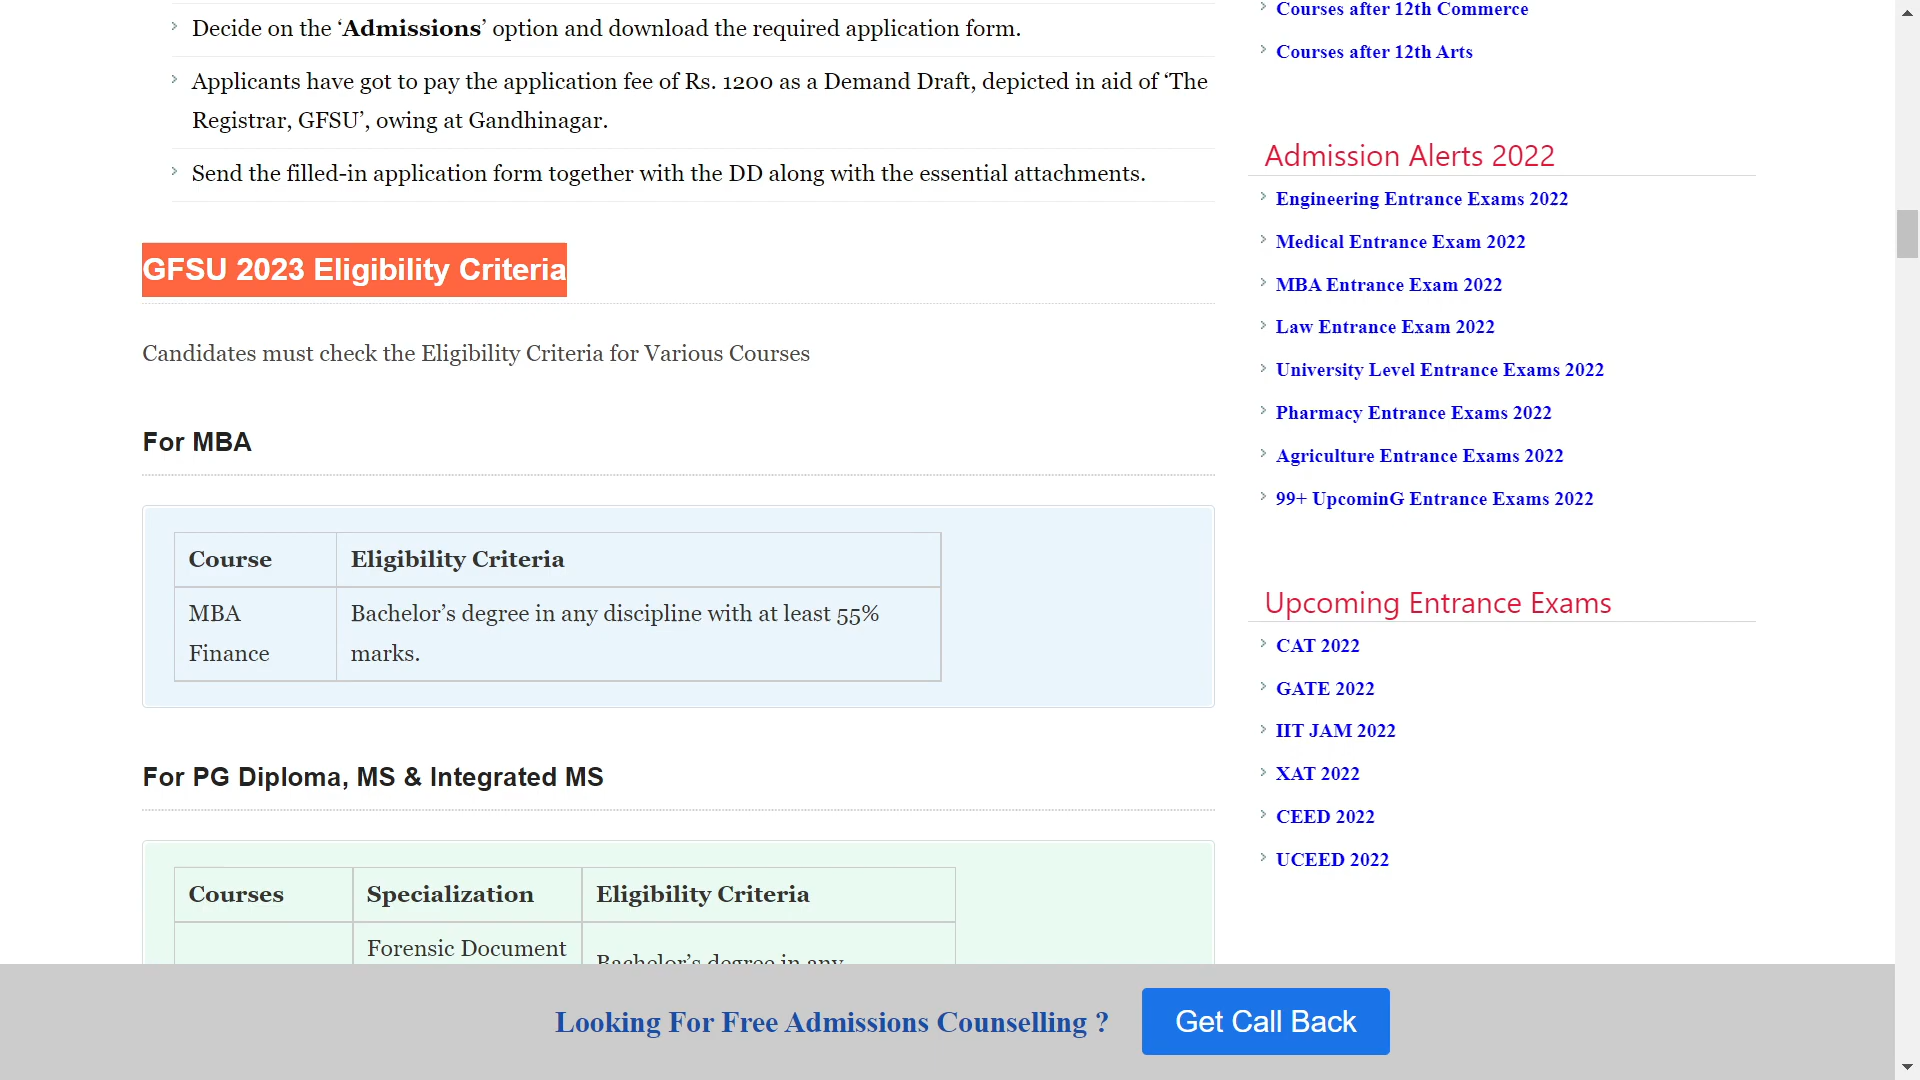 Decide on the ‘Admissions’ option and download the required application form.
Applicants have got to pay the application fee of Rs. 1200 as a Demand Draft, depicted in aid of ‘The
Registrar, GFSU’, owing at Gandhinagar.
Send the filled-in application form together with the DD along with the essential attachments.
GFSU 2023 Eligibility Criteria
Candidates must check the Eligibility Criteria for Various Courses
For MBA
Course Eligibility Criteria
MBA Bachelor’s degree in any discipline with at least 55%
Finance marks.
For PG Diploma, MS & Integrated MS
Courses Specialization Eligibility Criteria
Forensic Document
Bachelor’s degree in any
Courses after 12th Commerce
Courses after 12th Arts
Admission Alerts 2022
Engineering Entrance Exams 2022
Medical Entrance Exam 2022
MBA Entrance Exam 2022
Law Entrance Exam 2022
University Level Entrance Exams 2022
Pharmacy Entrance Exams 2022
Agriculture Entrance Exams 2022
99+ UpcominG Entrance Exams 2022
Upcoming Entrance Exams
CAT 2022
GATE 2022
IIT JAM 2022
XAT 2022
CEED 2022
UCEED 2022
Looking For Free Admissions Counselling ?
Get Call Back